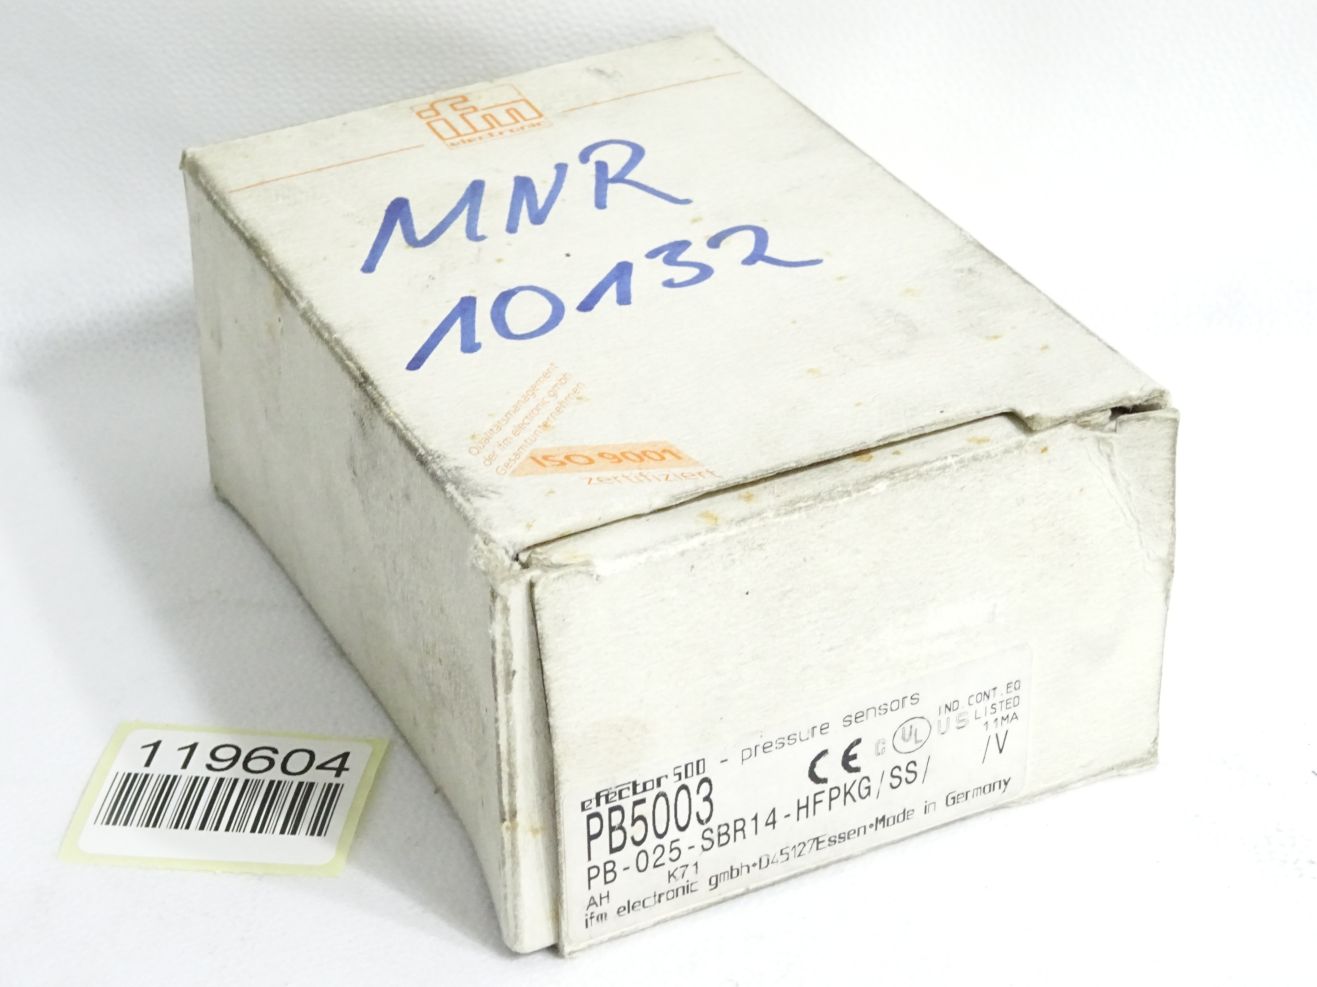 ifm
electronic
MNR
10132
Qualitätsmanagement
der ifm electronic gmbh
Gesamtunternehmen
ISO 9001
zertifiziert
119604
efector500 - pressure sensors
PB5003
CE
UL
US
IND. CONT. EQ
LISTED
11MA
PB-025-SBR14-HFPKG/SS/ /V
AH K71
ifm electronic gmbh•D45127Essen•Made in Germany